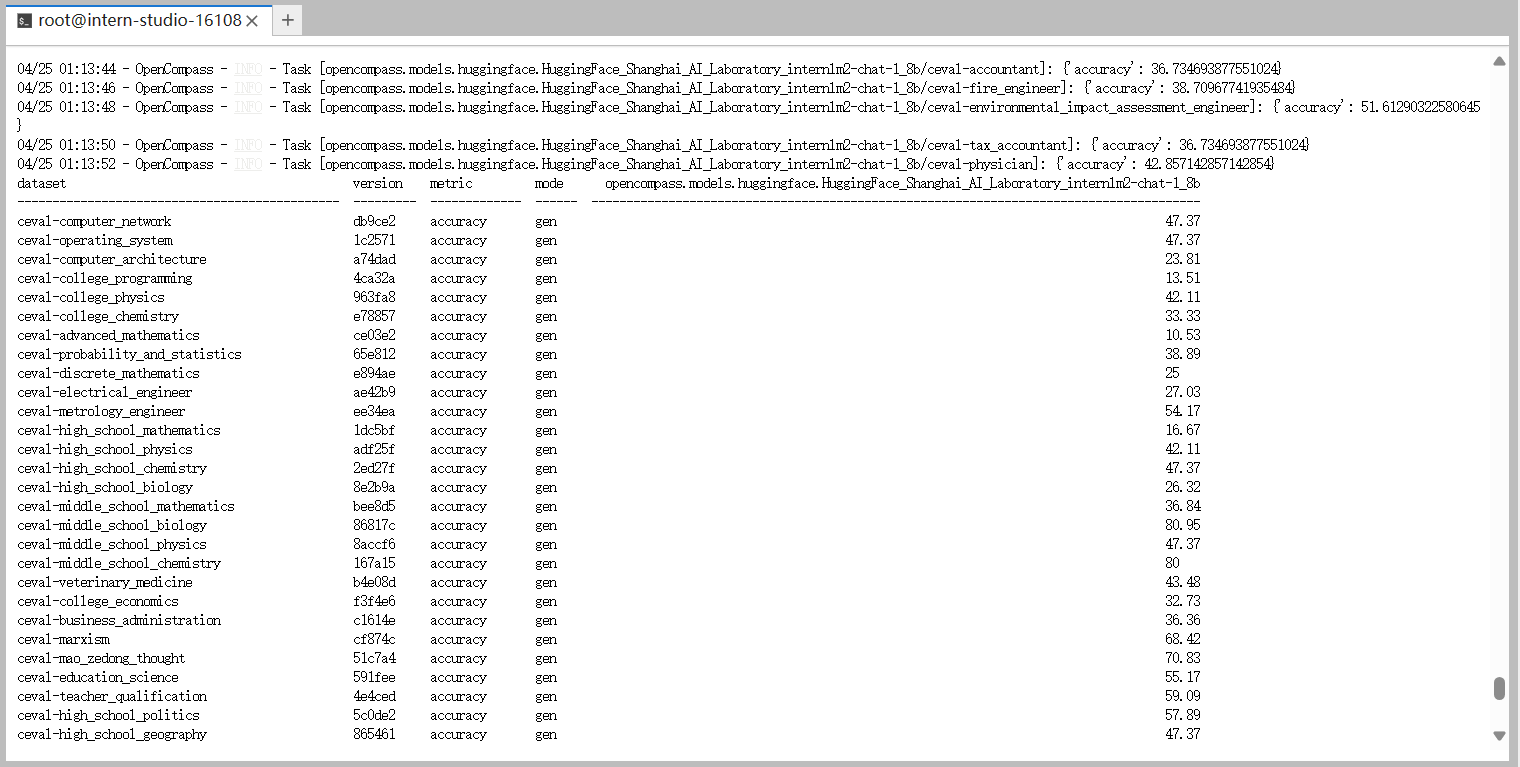 root@intern-studio-16108
04/25 01:13:44 - OpenCompass - INFO - Task [opencompass.models.huggingface.HuggingFace_Shanghai_AI_Laboratory_internlm2-chat-1_8b/ceval-accountant]: {'accuracy': 36.734693877551024}
04/25 01:13:46 - OpenCompass - INFO - Task [opencompass.models.huggingface.HuggingFace_Shanghai_AI_Laboratory_internlm2-chat-1_8b/ceval-fire_engineer]: {'accuracy': 38.70967741935484}
04/25 01:13:48 - OpenCompass - INFO - Task [opencompass.models.huggingface.HuggingFace_Shanghai_AI_Laboratory_internlm2-chat-1_8b/ceval-environmental_impact_assessment_engineer]: {'accuracy': 51.61290322580645
}
04/25 01:13:50 - OpenCompass - INFO - Task [opencompass.models.huggingface.HuggingFace_Shanghai_AI_Laboratory_internlm2-chat-1_8b/ceval-tax_accountant]: {'accuracy': 36.734693877551024}
04/25 01:13:52 - OpenCompass - INFO - Task [opencompass.models.huggingface.HuggingFace_Shanghai_AI_Laboratory_internlm2-chat-1_8b/ceval-physician]: {'accuracy': 42.857142857142854}
dataset version metric mode opencompass.models.huggingface.HuggingFace_Shanghai_AI_Laboratory_internlm2-chat-1_8b
ceval-computer_network db9ce2 accuracy gen 47.37
ceval-operating_system 1c2571 accuracy gen 47.37
ceval-computer_architecture a74dad accuracy gen 23.81
ceval-college_programming 4ca32a accuracy gen 13.51
ceval-college_physics 963fa8 accuracy gen 42.11
ceval-college_chemistry e78857 accuracy gen 33.33
ceval-advanced_mathematics ce03e2 accuracy gen 10.53
ceval-probability_and_statistics 65e812 accuracy gen 38.89
ceval-discrete_mathematics e894ae accuracy gen 25
ceval-electrical_engineer ae42b9 accuracy gen 27.03
ceval-metrology_engineer ee34ea accuracy gen 54.17
ceval-high_school_mathematics 1dc5bf accuracy gen 16.67
ceval-high_school_physics adf25f accuracy gen 42.11
ceval-high_school_chemistry 2ed27f accuracy gen 47.37
ceval-high_school_biology 8e2b9a accuracy gen 26.32
ceval-middle_school_mathematics bee8d5 accuracy gen 36.84
ceval-middle_school_biology 86817c accuracy gen 80.95
ceval-middle_school_physics 8accf6 accuracy gen 47.37
ceval-middle_school_chemistry 167a15 accuracy gen 80
ceval-veterinary_medicine b4e08d accuracy gen 43.48
ceval-college_economics f3f4e6 accuracy gen 32.73
ceval-business_administration c1614e accuracy gen 36.36
ceval-marxism cf874c accuracy gen 68.42
ceval-mao_zedong_thought 51c7a4 accuracy gen 70.83
ceval-education_science 591fee accuracy gen 55.17
ceval-teacher_qualification 4e4ced accuracy gen 59.09
ceval-high_school_politics 5c0de2 accuracy gen 57.89
ceval-high_school_geography 865461 accuracy gen 47.37